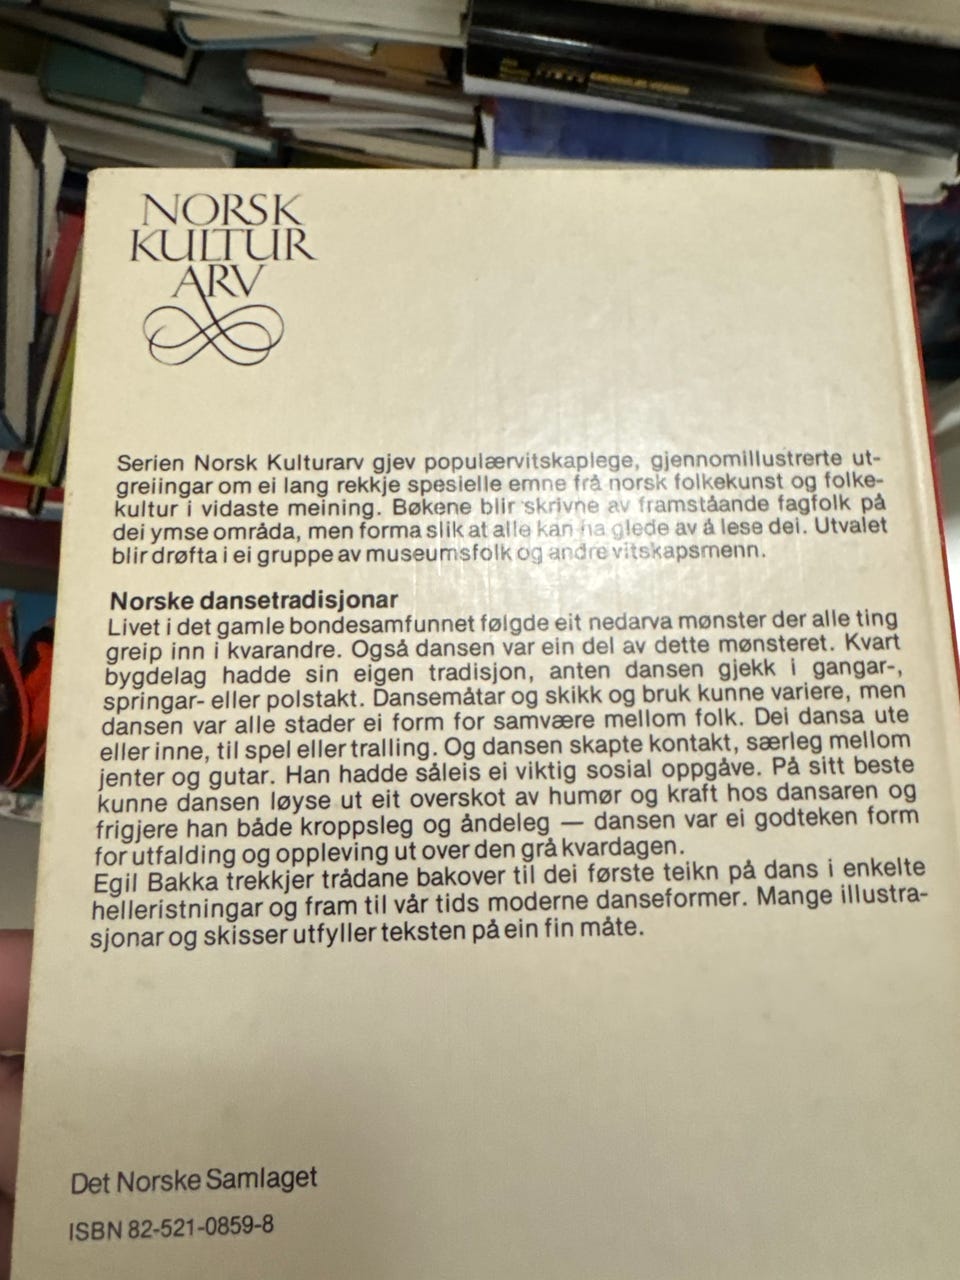 NORSK
KULTUR
ARV
Serien Norsk Kulturarv gjev populærvitskaplege, gjennomillustrerte ut-
greiingar om ei lang rekkje spesielle emne frå norsk folkekunst og folke-
kultur i vidaste meining. Bøkene blir skrivne av framståande fagfolk på
dei ymse områda, men forma slik at alle kan ha glede av å lese dei. Utvalet
blir drøfta i ei gruppe av museumsfolk og andre vitskapsmenn.
Norske dansetradisjonar
Livet i det gamle bondesamfunnet følgde eit nedarva mønster der alle ting
greip inn i kvarandre. Også dansen var ein del av dette mønsteret. Kvart
bygdelag hadde sin eigen tradisjon, anten dansen gjekk i gangar-,
springar- eller polstakt. Dansemåtar og skikk og bruk kunne variere, men
dansen var alle stader ei form for samvære mellom folk. Dei dansa ute
eller inne, til spel eller tralling. Og dansen skapte kontakt, særleg mellom
jenter og gutar. Han hadde såleis ei viktig sosial oppgåve. På sitt beste
kunne dansen løyse ut eit overskot av humør og kraft hos dansaren og
frigjere han både kroppsleg og åndeleg — dansen var ei godteken form
for utfalding og oppleving ut over den grå kvardagen.
Egil Bakka trekkjer trådane bakover til dei første teikn på dans i enkelte
helleristningar og fram til vår tids moderne danseformer. Mange illustra-
sjonar og skisser utfyller teksten på ein fin måte.
Det Norske Samlaget
ISBN 82-521-0859-8